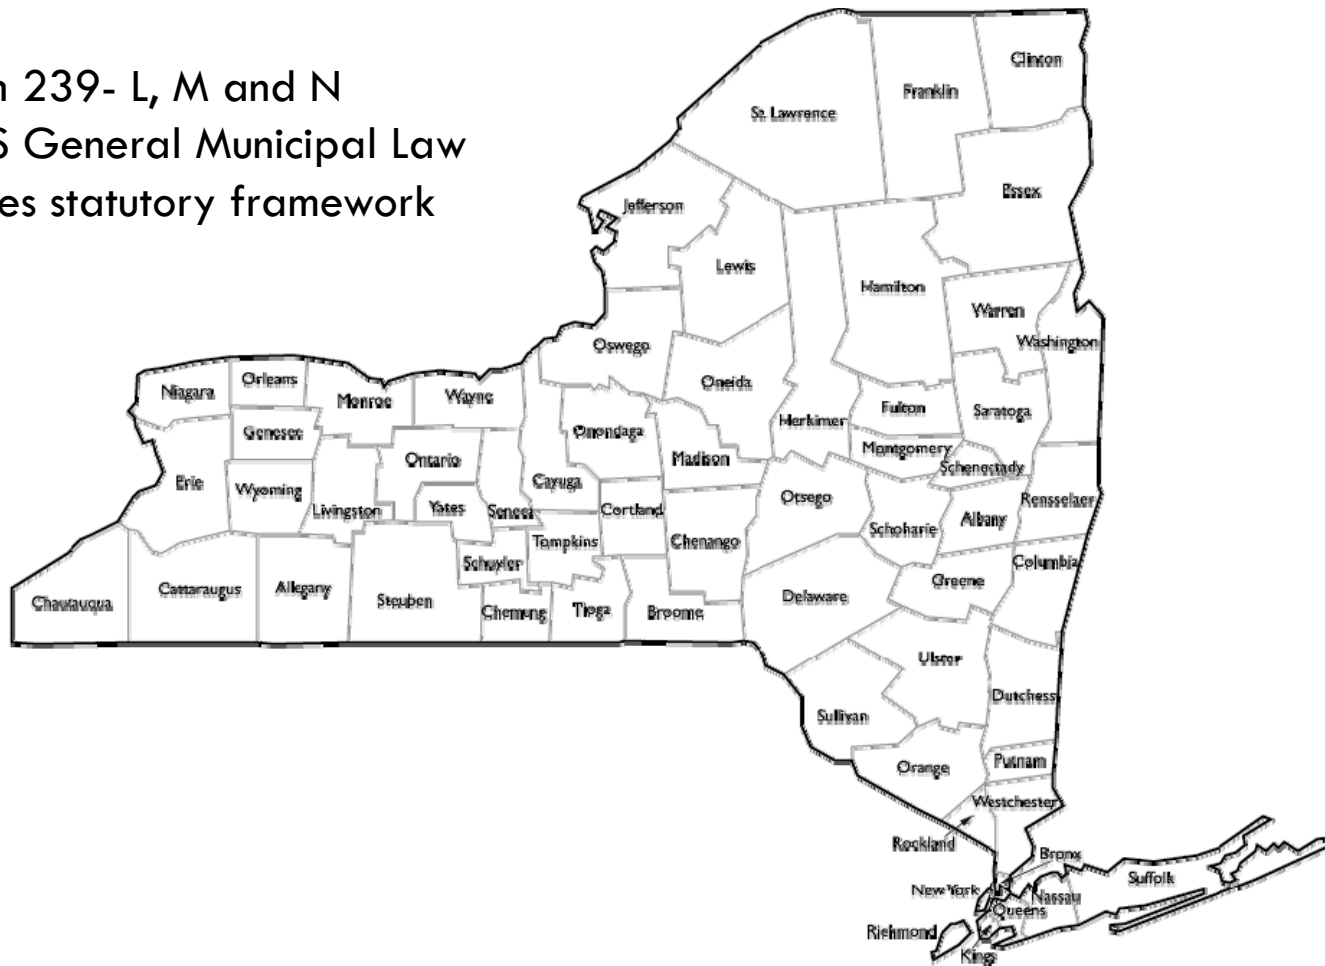 n 239- L, M and N
S General Municipal Law
es statutory framework
Clinton
Franklin
St. Lawrence
Essex
Jefferson
Lewis
Hamilton
Warren
Washington
Oswego
Oneida
Orleans
Niagara
Monroe
Wayne
Herkimer
Fulton
Saratoga
Genesee
Onondaga
Montgomery
Madison
Ontario
Schenectady
Erie
Wyoming
Cayuga
Otsego
Rensselaer
Livingston
Yates
Seneca
Cortland
Schoharie
Albany
Tompkins
Chenango
Schuyler
Columbia
Greene
Chautauqua
Cattaraugus
Allegany
Steuben
Chemung
Tioga
Broome
Delaware
Ulster
Dutchess
Sullivan
Orange
Putnam
Westchester
Rockland
Bronx
New York
Nassau
Suffolk
Queens
Richmond
Kings